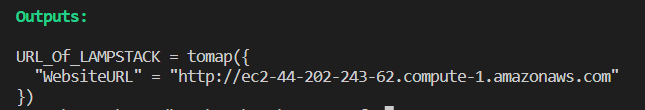 Outputs:
URL_Of_LAMPSTACK = tomap({
  "WebsiteURL" = "http://ec2-44-202-243-62.compute-1.amazonaws.com"
})